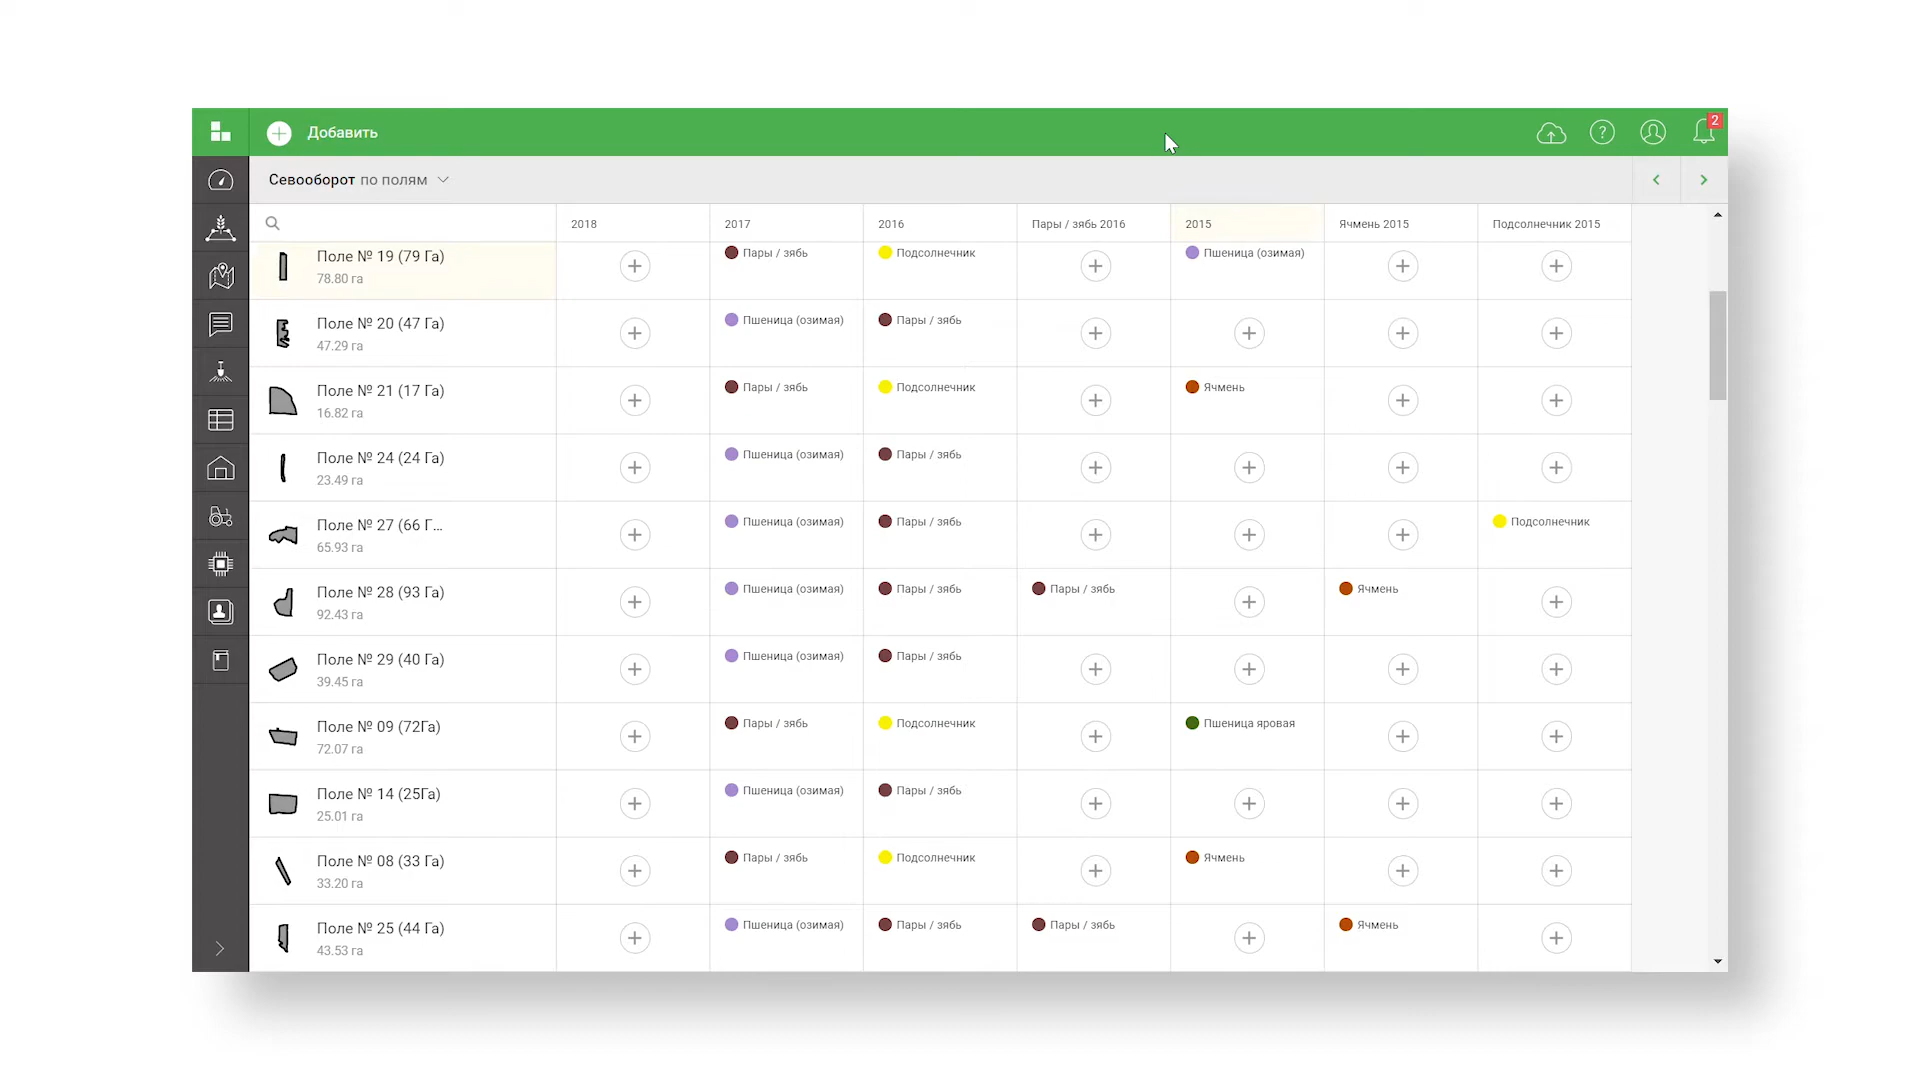 Добавить
2
Севооборот по полям
2018 2017 2016 Пары / зябь 2016 2015 Ячмень 2015 Подсолнечник 2015
Поле № 19 (79 Га) Пары / зябь Подсолнечник Пшеница (озимая)
78.80 га
Поле № 20 (47 Га) Пшеница (озимая) Пары / зябь
47.29 га
Поле № 21 (17 Га) Пары / зябь Подсолнечник Ячмень
16.82 га
Поле № 24 (24 Га) Пшеница (озимая) Пары / зябь
23.49 га
Поле № 27 (66 Г... Пшеница (озимая) Пары / зябь Подсолнечник
65.93 га
Поле № 28 (93 Га) Пшеница (озимая) Пары / зябь Пары / зябь Ячмень
92.43 га
Поле № 29 (40 Га) Пшеница (озимая) Пары / зябь
39.45 га
Поле № 09 (72Га) Пары / зябь Подсолнечник Пшеница яровая
72.07 га
Поле № 14 (25Га) Пшеница (озимая) Пары / зябь
25.01 га
Поле № 08 (33 Га) Пары / зябь Подсолнечник Ячмень
33.20 га
Поле № 25 (44 Га) Пшеница (озимая) Пары / зябь Пары / зябь Ячмень
43.53 га